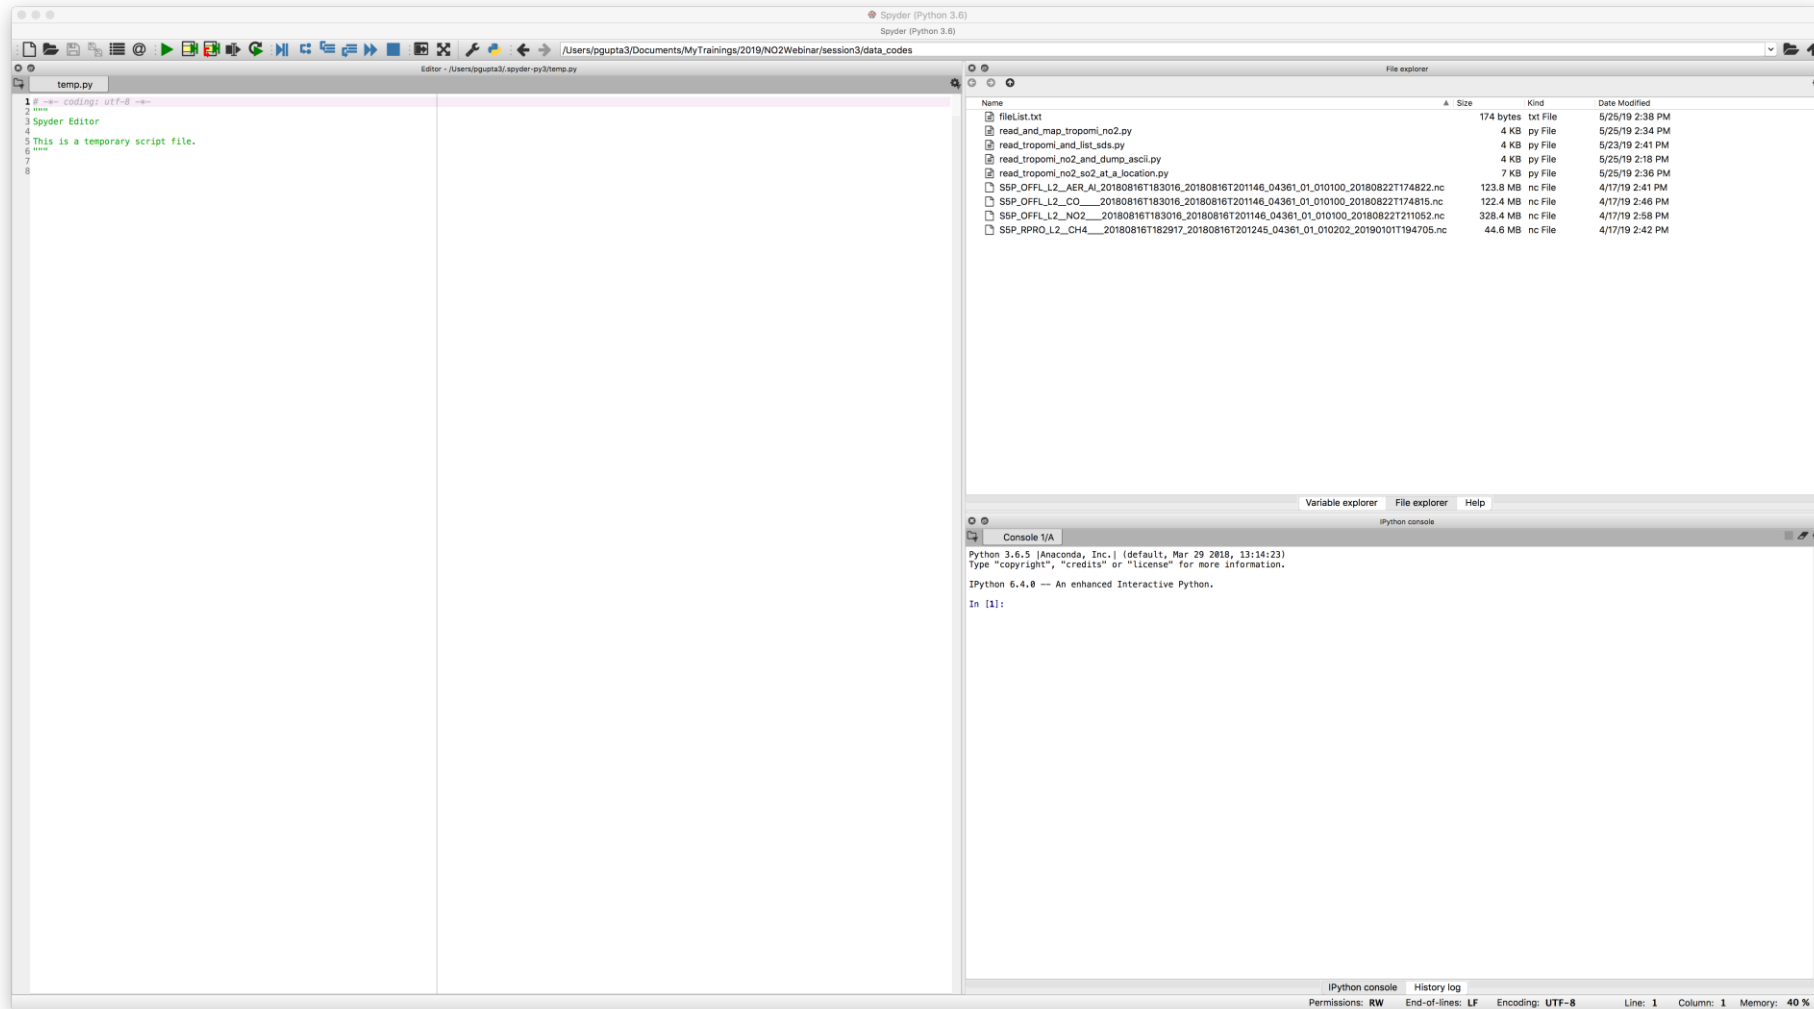 Spyder (Python 3.6)
Spyder (Python 3.6)
/Users/pgupta3/Documents/MyTrainings/2019/NO2Webinar/session3/data_codes
Editor - /Users/pgupta3/.spyder-py3/temp.py
temp.py
1 # -*- coding: utf-8 -*-
2 """
3 Spyder Editor
4
5 This is a temporary script file.
6 """
7
8
File explorer
Name Size Kind Date Modified
fileList.txt 174 bytes txt File 5/25/19 2:38 PM
read_and_map_tropomi_no2.py 4 KB py File 5/25/19 2:34 PM
read_tropomi_and_list_sds.py 4 KB py File 5/23/19 2:41 PM
read_tropomi_no2_and_dump_ascii.py 4 KB py File 5/25/19 2:18 PM
read_tropomi_no2_so2_at_a_location.py 7 KB py File 5/25/19 2:36 PM
S5P_OFFL_L2__AER_AI_20180816T183016_20180816T201146_04361_01_010100_20180822T174822.nc 123.8 MB nc File 4/17/19 2:41 PM
S5P_OFFL_L2__CO_____20180816T183016_20180816T201146_04361_01_010100_20180822T174815.nc 122.4 MB nc File 4/17/19 2:46 PM
S5P_OFFL_L2__NO2____20180816T183016_20180816T201146_04361_01_010100_20180822T211052.nc 328.4 MB nc File 4/17/19 2:58 PM
S5P_RPRO_L2__CH4____20180816T182917_20180816T201245_04361_01_010202_20190101T194705.nc 44.6 MB nc File 4/17/19 2:42 PM
Variable explorer File explorer Help
IPython console
Console 1/A
Python 3.6.5 |Anaconda, Inc.| (default, Mar 29 2018, 13:14:23)
Type "copyright", "credits" or "license" for more information.
IPython 6.4.0 -- An enhanced Interactive Python.
In [1]:
IPython console History log
Permissions: RW End-of-lines: LF Encoding: UTF-8 Line: 1 Column: 1 Memory: 40 %